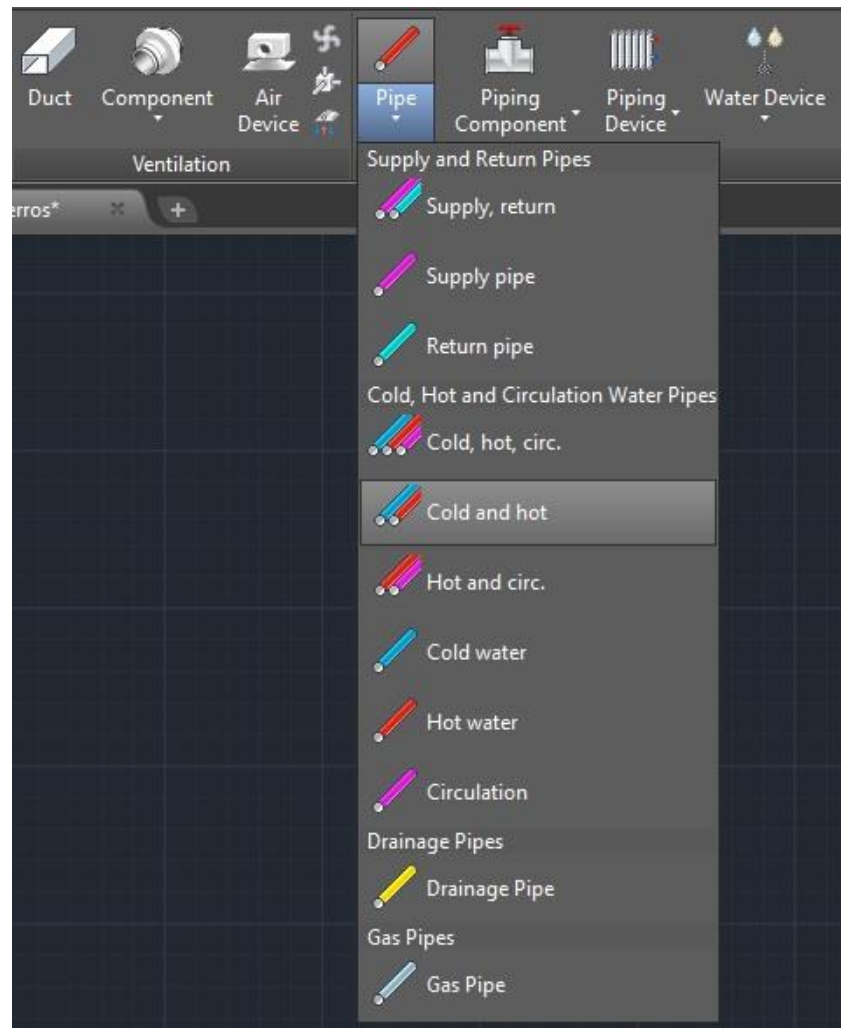 Duct
Component
Air
Device
Pipe
Piping
Component
Piping
Device
Water Device
Ventilation
Supply and Return Pipes
erros*
Supply, return
Supply pipe
Return pipe
Cold, Hot and Circulation Water Pipes
Cold, hot, circ.
Cold and hot
Hot and circ.
Cold water
Hot water
Circulation
Drainage Pipes
Drainage Pipe
Gas Pipes
Gas Pipe